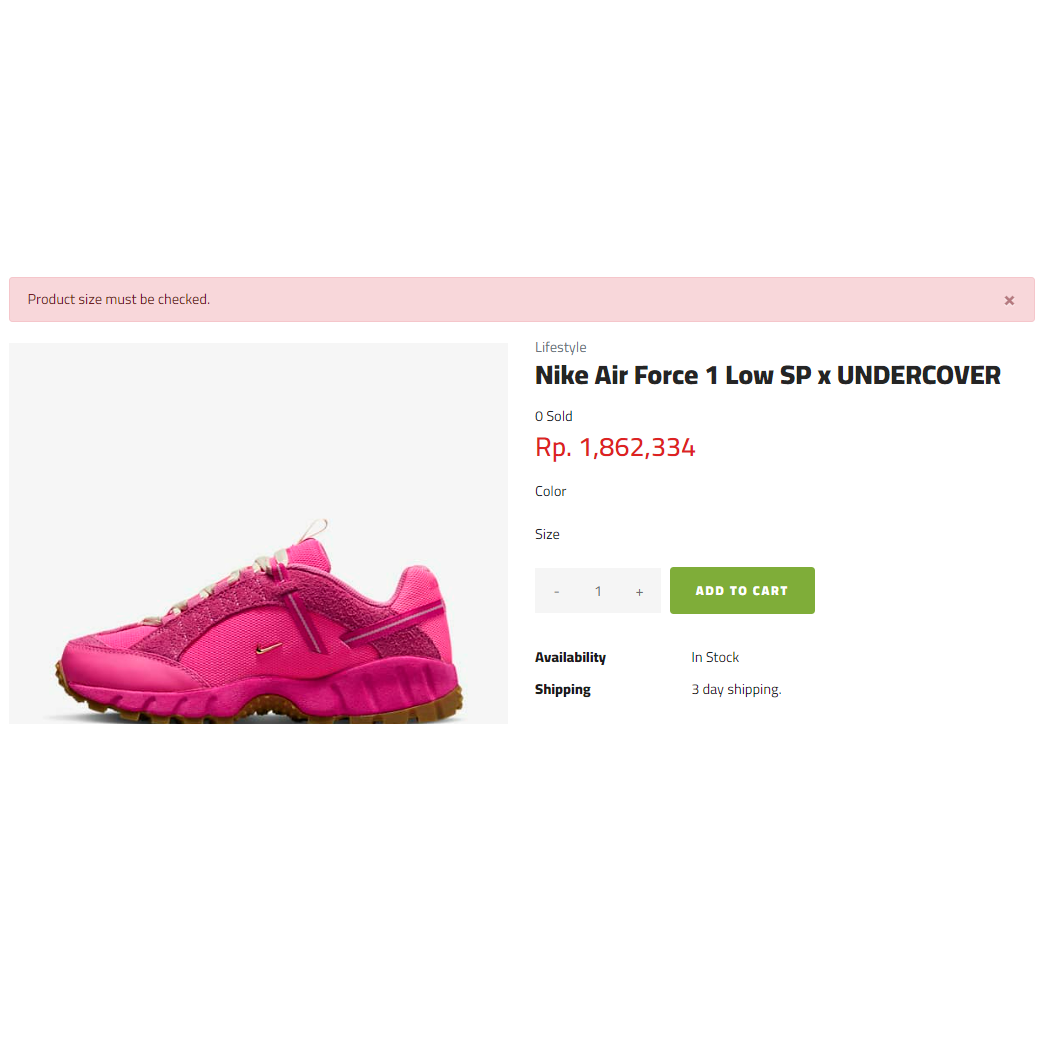 Product size must be checked.
×
Lifestyle
Nike Air Force 1 Low SP x UNDERCOVER
0 Sold
Rp. 1,862,334
Color
Size
- 1 +
ADD TO CART
Availability In Stock
Shipping 3 day shipping.